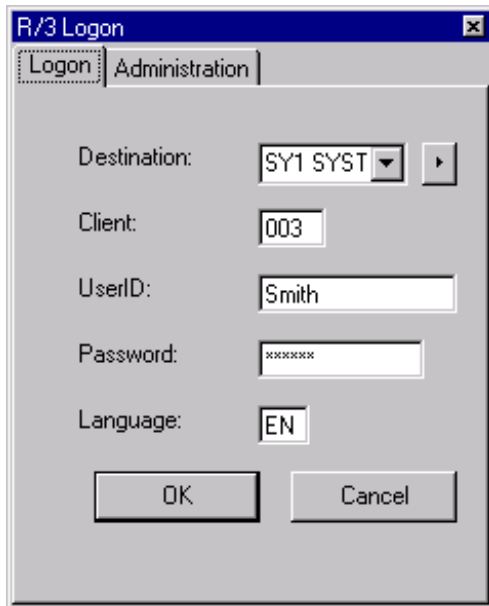 R/3 Logon
Logon Administration
Destination: SY1 SYST
Client: 003
UserID: Smith
Password: ******
Language: EN
OK Cancel